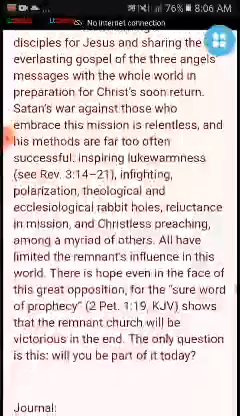 76% 8:06 AM
No Internet connection
disciples for Jesus and sharing the
everlasting gospel of the three angels'
messages with the whole world in
preparation for Christ's soon return.
Satan's war against those who
embrace this mission is relentless, and
his methods are far too often
successful: inspiring lukewarmness
(see Rev. 3:14–21), infighting,
polarization, theological and
ecclesiological rabbit holes, reluctance
in mission, and Christless preaching,
among a myriad of others. All have
limited the remnant's influence in this
world. There is hope even in the face of
this great opposition, for the “sure word
of prophecy” (2 Pet. 1:19, KJV) shows
that the remnant church will be
victorious in the end. The only question
is this: will you be part of it today?
Journal: